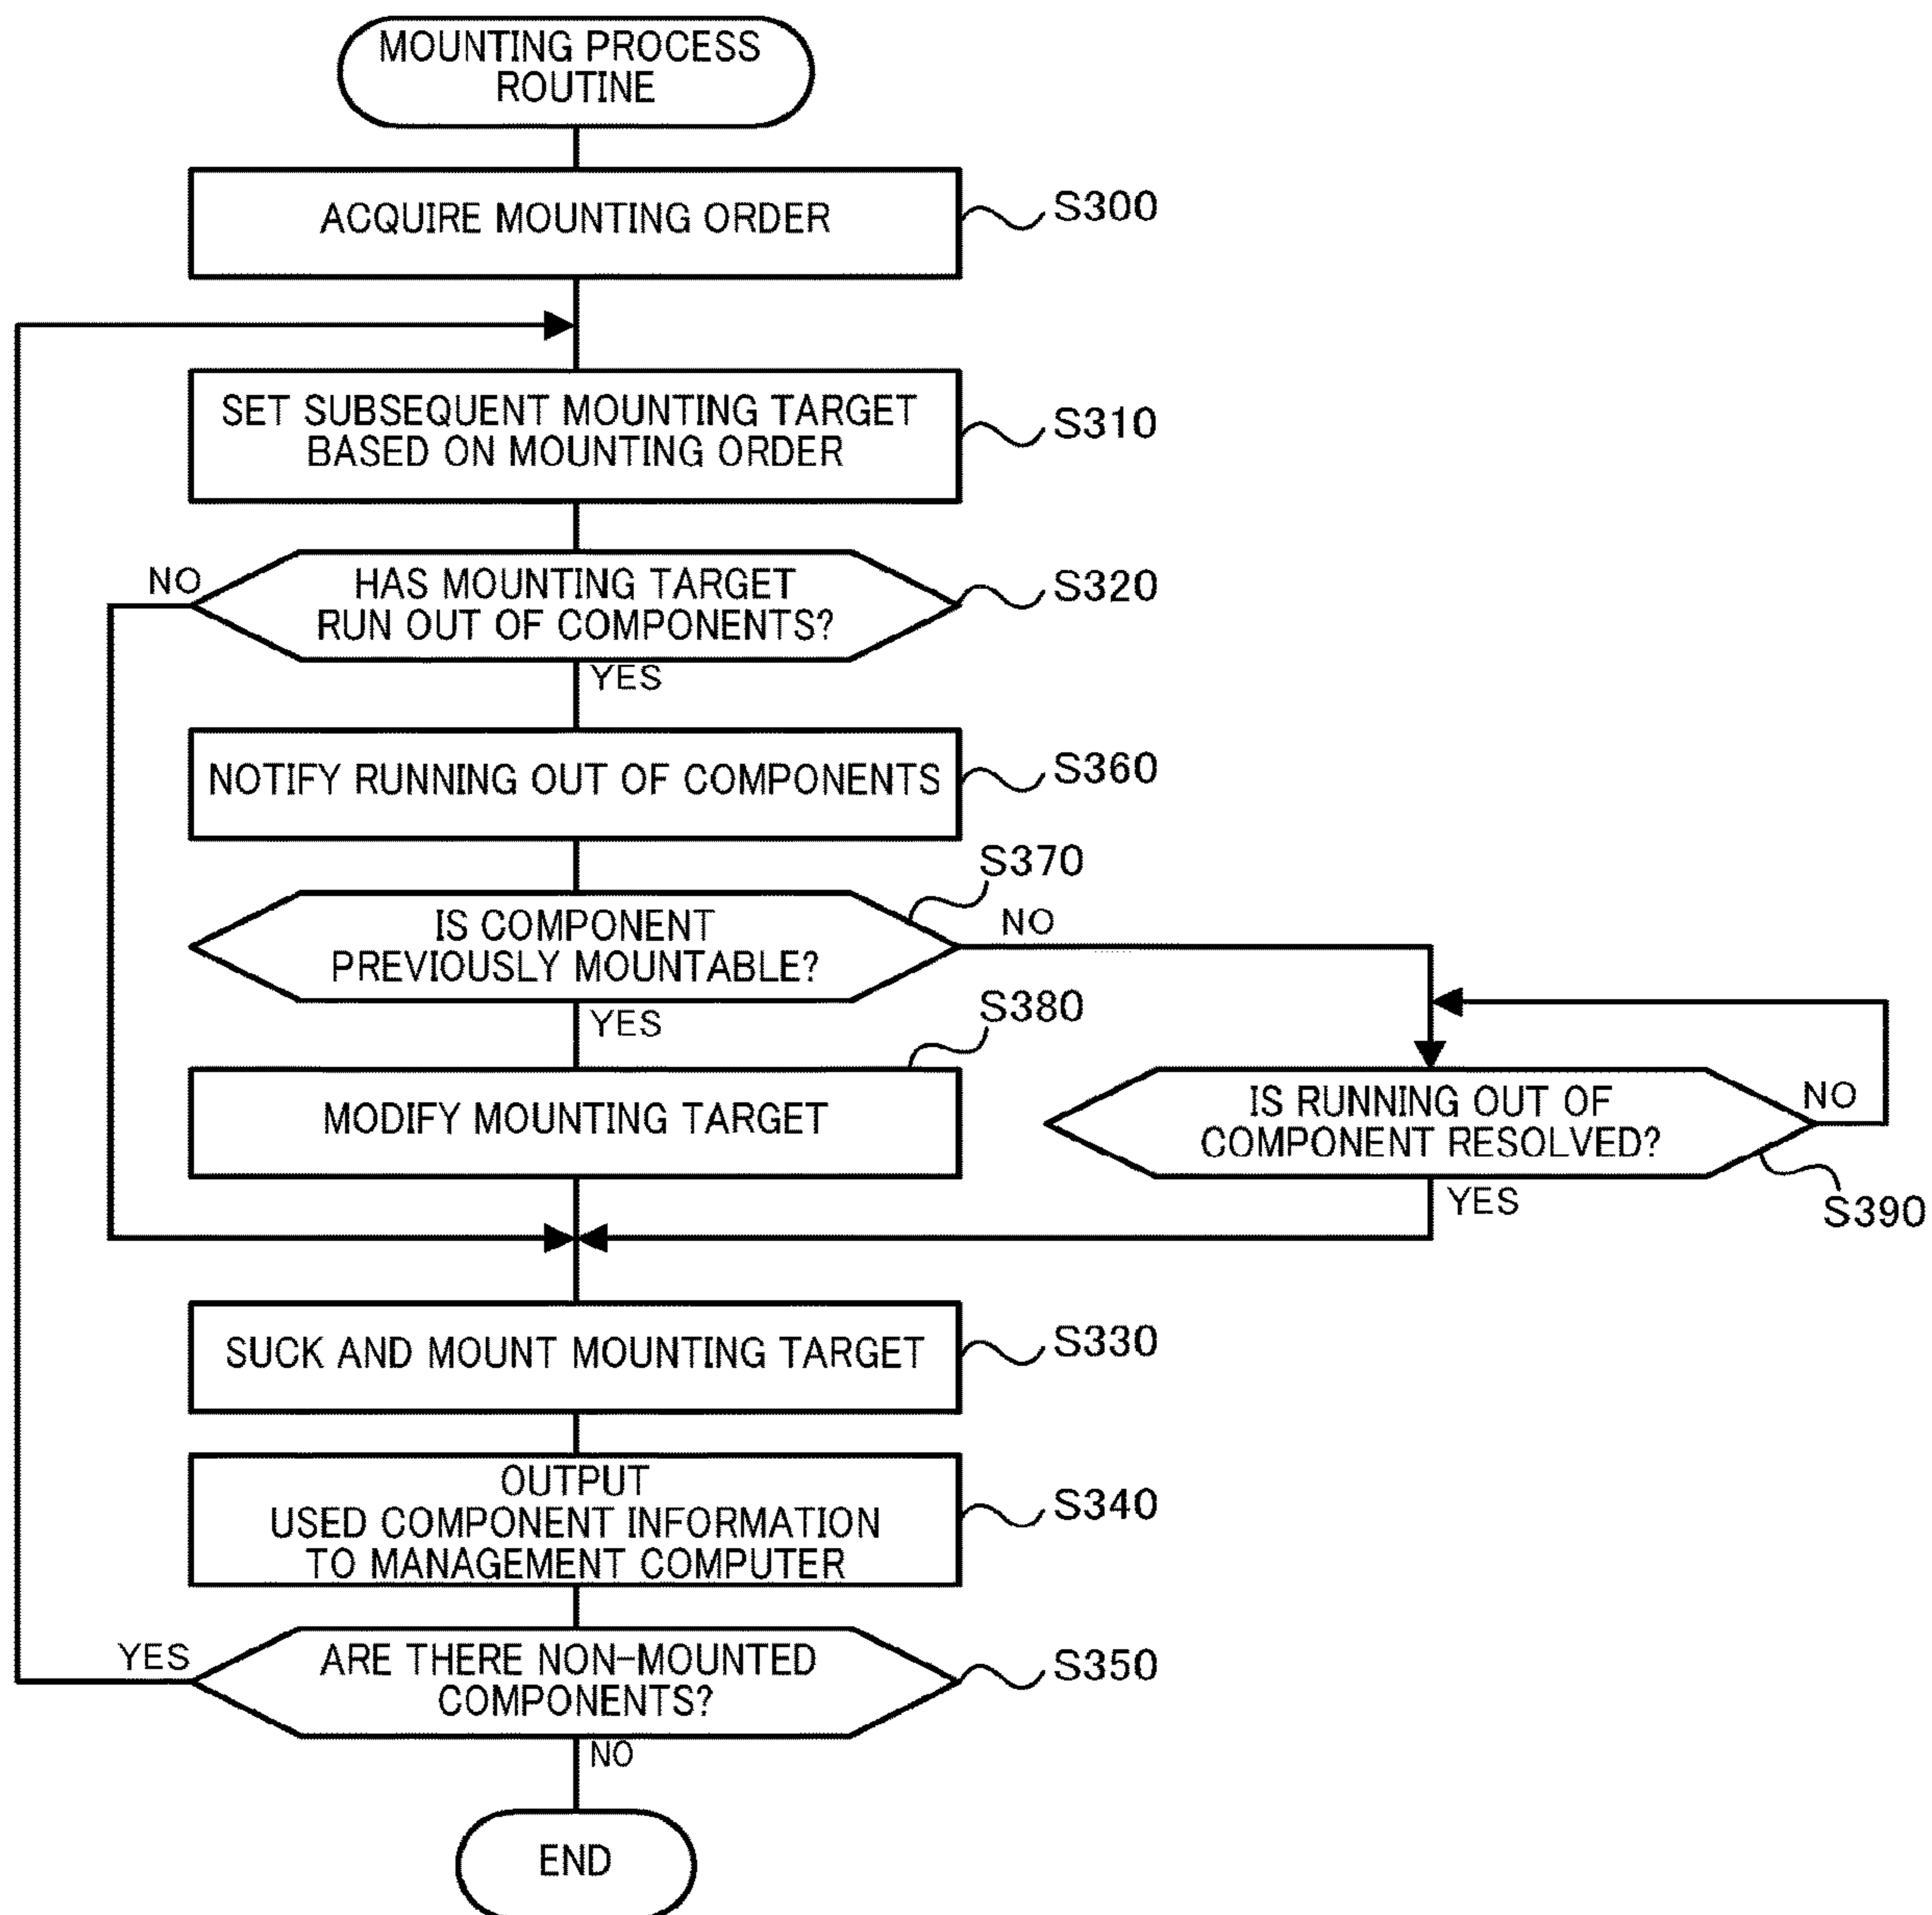 MOUNTING PROCESS
ROUTINE
ACQUIRE MOUNTING ORDER
S300
SET SUBSEQUENT MOUNTING TARGET
BASED ON MOUNTING ORDER
S310
NO
HAS MOUNTING TARGET
RUN OUT OF COMPONENTS?
S320
YES
NOTIFY RUNNING OUT OF COMPONENTS
S360
S370
IS COMPONENT
PREVIOUSLY MOUNTABLE?
NO
YES
S380
MODIFY MOUNTING TARGET
IS RUNNING OUT OF
COMPONENT RESOLVED?
NO
YES
S390
SUCK AND MOUNT MOUNTING TARGET
S330
OUTPUT
USED COMPONENT INFORMATION
TO MANAGEMENT COMPUTER
S340
YES
ARE THERE NON-MOUNTED
COMPONENTS?
S350
NO
END